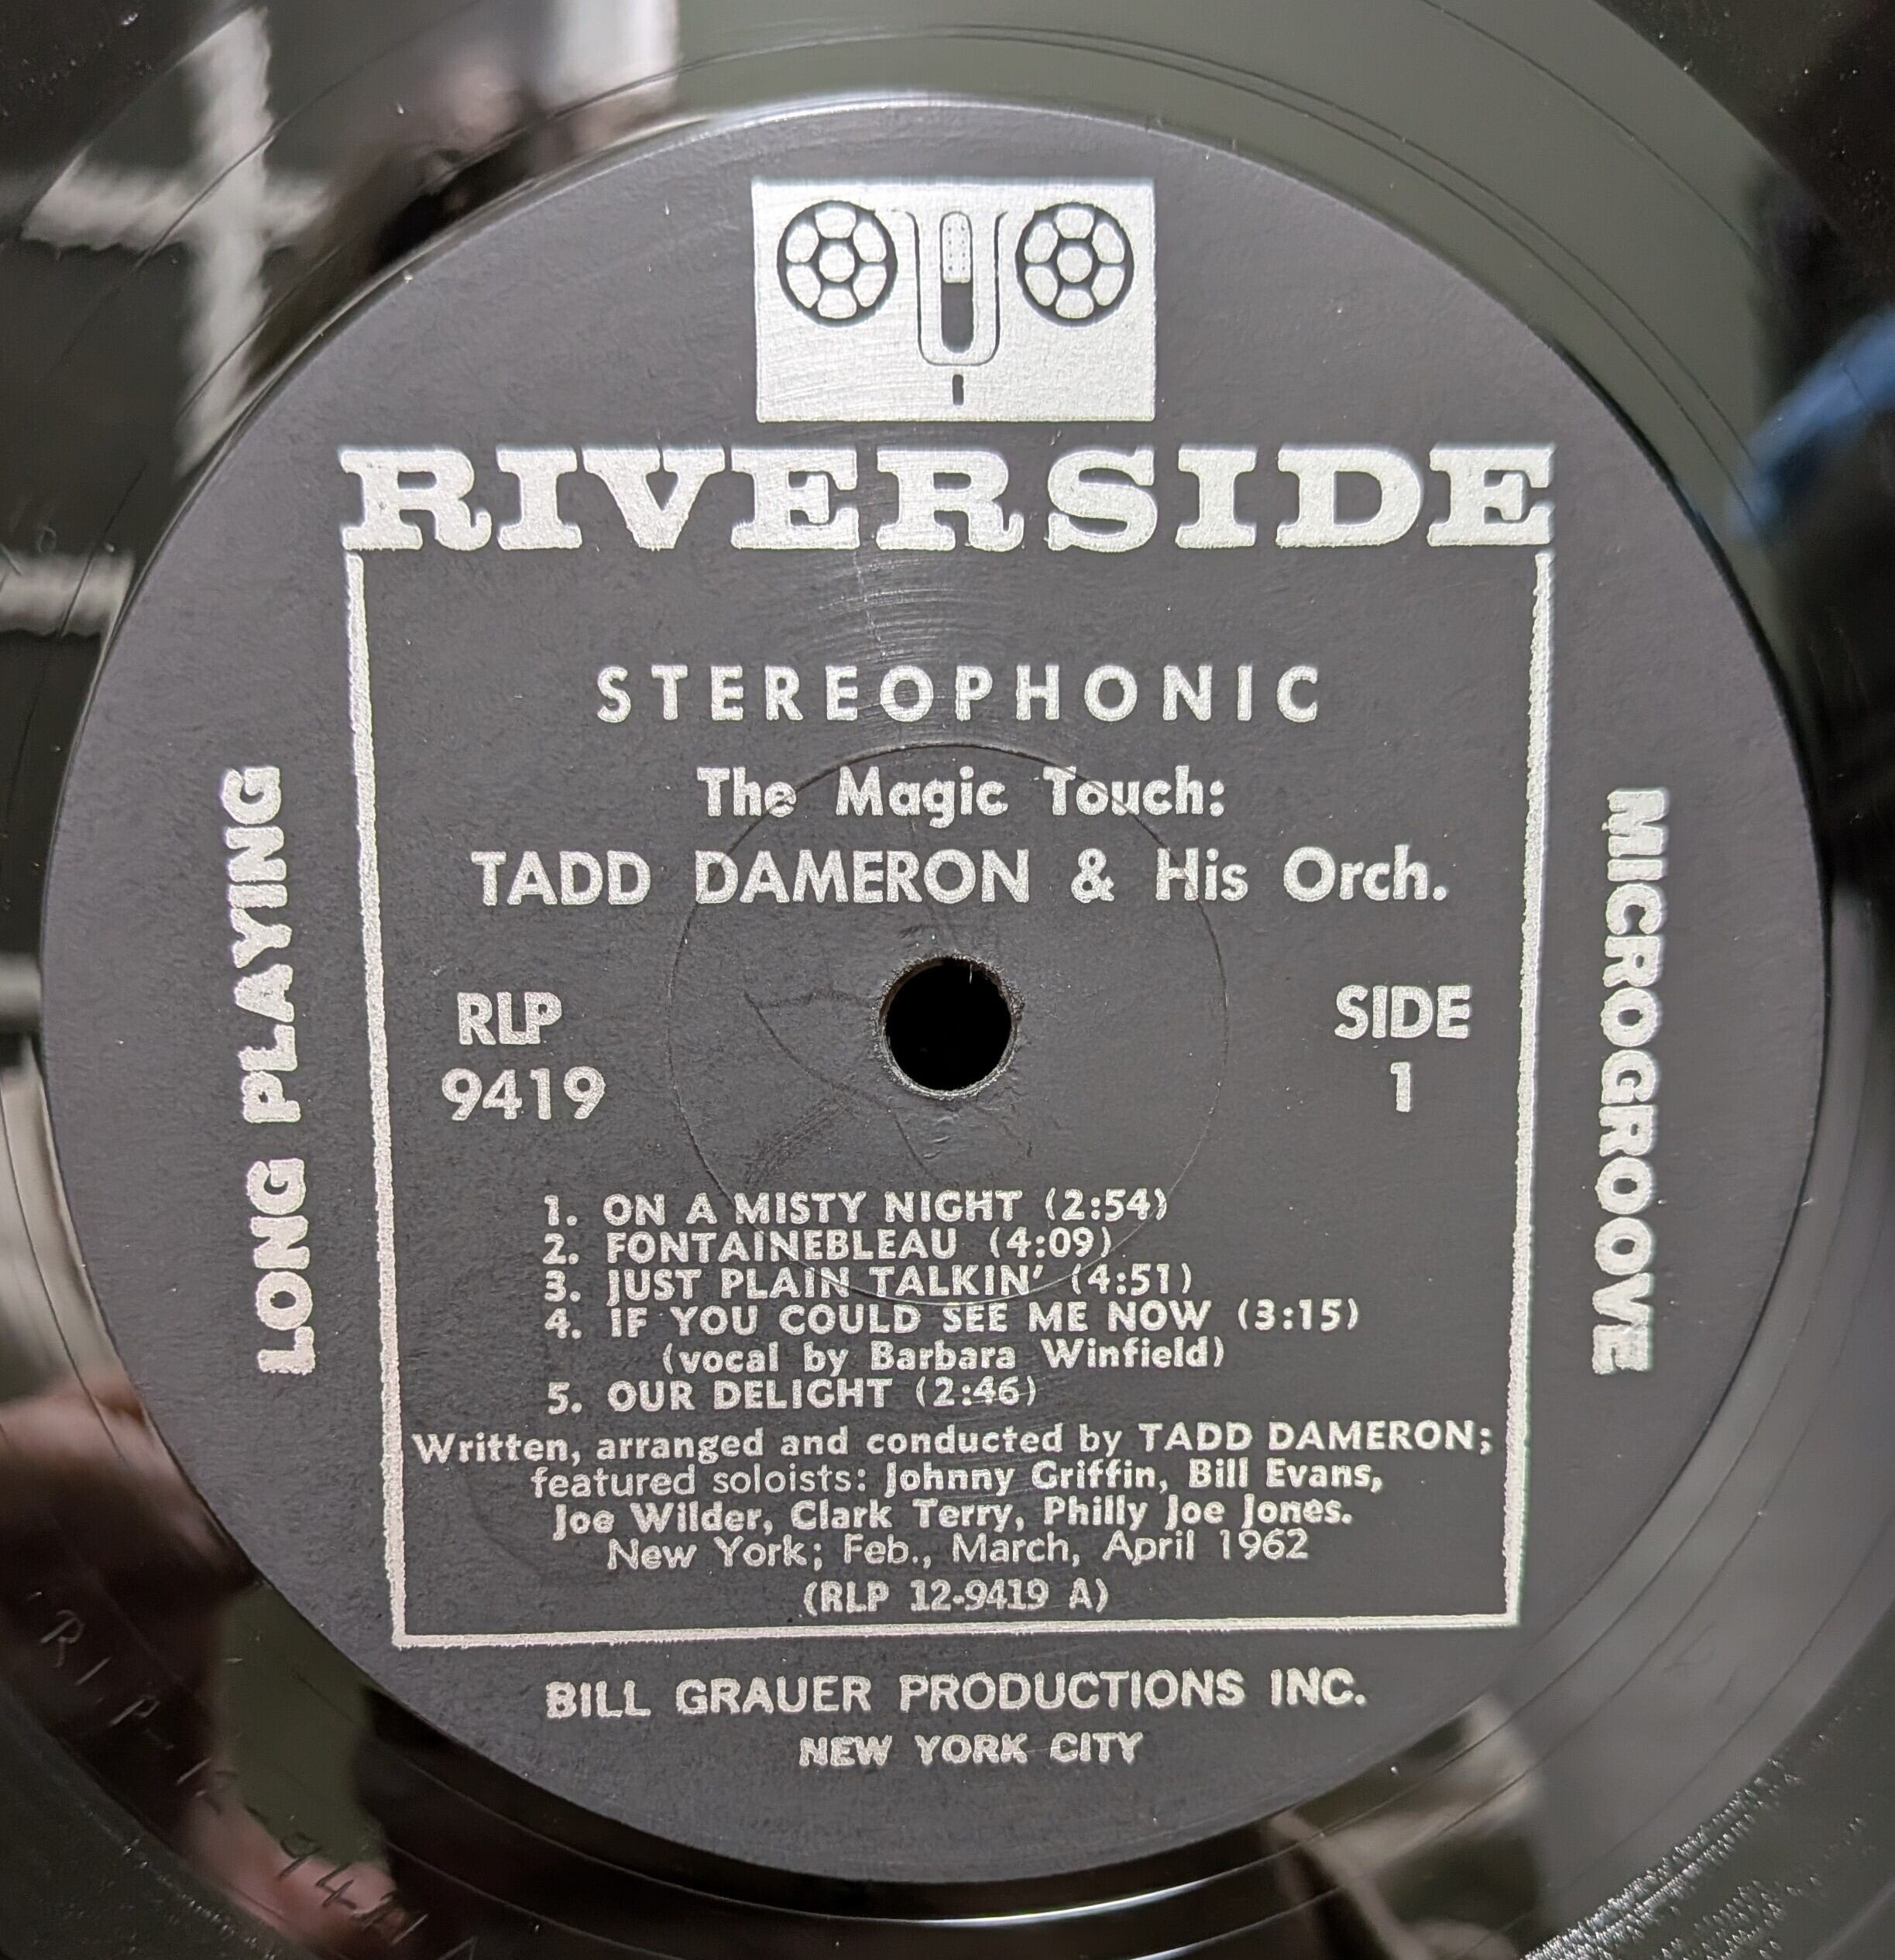 RIVERSIDE
STEREOPHONIC
The Magic Touch:
TADD DAMERON & His Orch.
LONG PLAYING
MICROGROOVE
RLP
9419
SIDE
1
1. ON A MISTY NIGHT (2:54)
2. FONTAINEBLEAU (4:09)
3. JUST PLAIN TALKIN' (4:51)
4. IF YOU COULD SEE ME NOW (3:15)
(vocal by Barbara Winfield)
5. OUR DELIGHT (2:46)
Written, arranged and conducted by TADD DAMERON;
featured soloists: Johnny Griffin, Bill Evans,
Joe Wilder, Clark Terry, Philly Joe Jones.
New York; Feb., March, April 1962
(RLP 12-9419 A)
BILL GRAUER PRODUCTIONS INC.
NEW YORK CITY